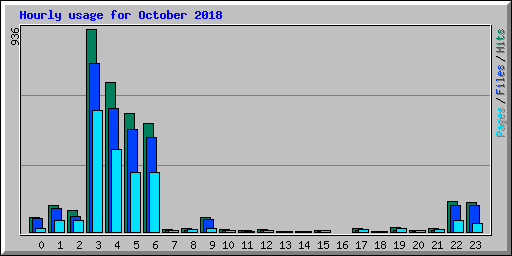 Hourly usage for October 2018
936
Pages/Files/Hits
0 1 2 3 4 5 6 7 8 9 10 11 12 13 14 15 16 17 18 19 20 21 22 23